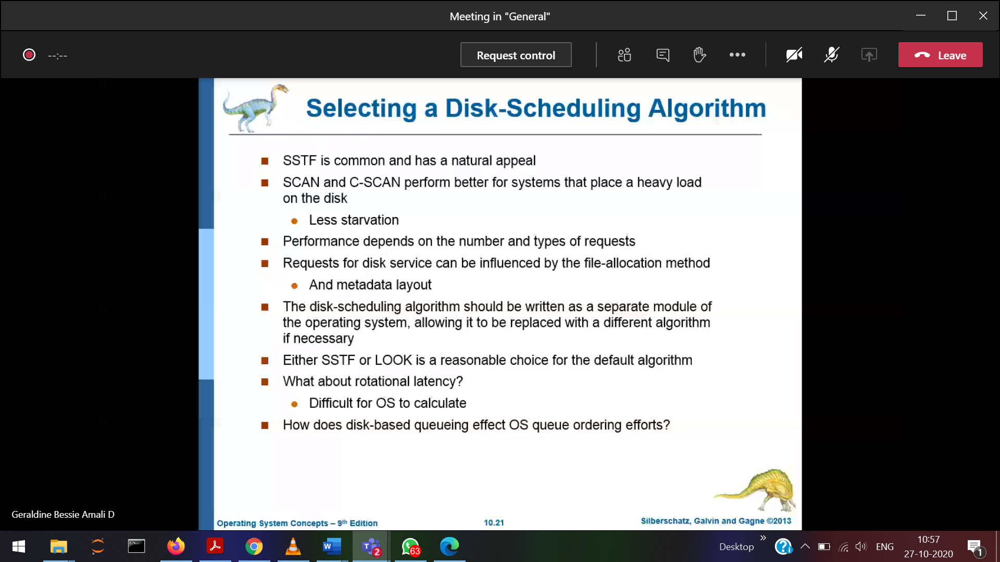 Meeting in "General"
--:--
Request control
Leave
Selecting a Disk-Scheduling Algorithm
SSTF is common and has a natural appeal
SCAN and C-SCAN perform better for systems that place a heavy load
on the disk
Less starvation
Performance depends on the number and types of requests
Requests for disk service can be influenced by the file-allocation method
And metadata layout
The disk-scheduling algorithm should be written as a separate module of
the operating system, allowing it to be replaced with a different algorithm
if necessary
Either SSTF or LOOK is a reasonable choice for the default algorithm
What about rotational latency?
Difficult for OS to calculate
How does disk-based queueing effect OS queue ordering efforts?
Geraldine Bessie Amali D
Operating System Concepts – 9th Edition
10.21
Silberschatz, Galvin and Gagne ©2013
W
T
2
63
Desktop
ENG
10:57
27-10-2020
1